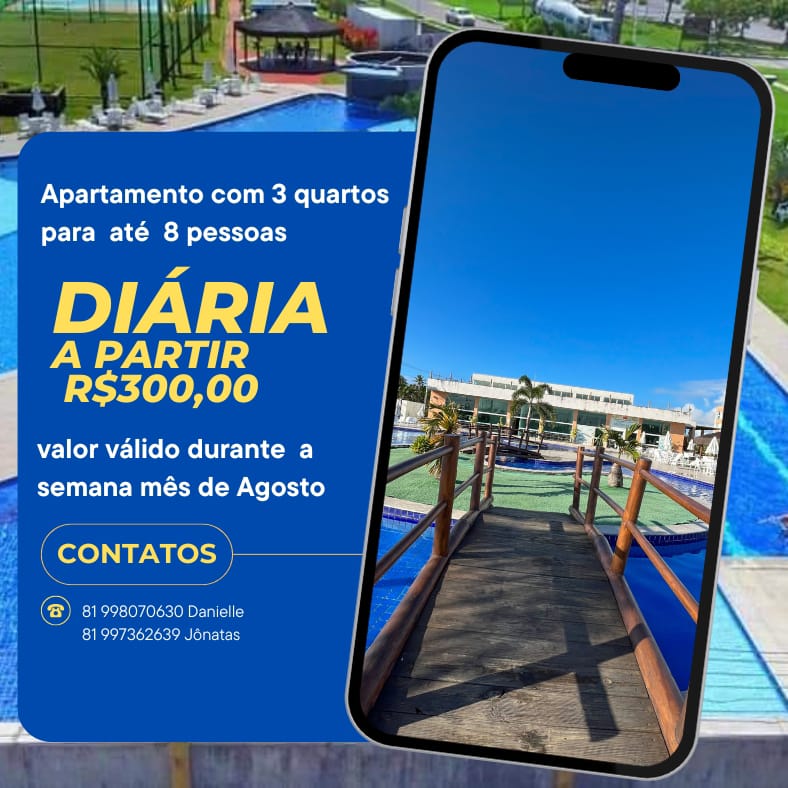 Apartamento com 3 quartos
para até 8 pessoas
DIÁRIA
A PARTIR
R$300,00
valor válido durante a
semana mês de Agosto
CONTATOS
81 998070630 Danielle
81 997362639 Jônatas